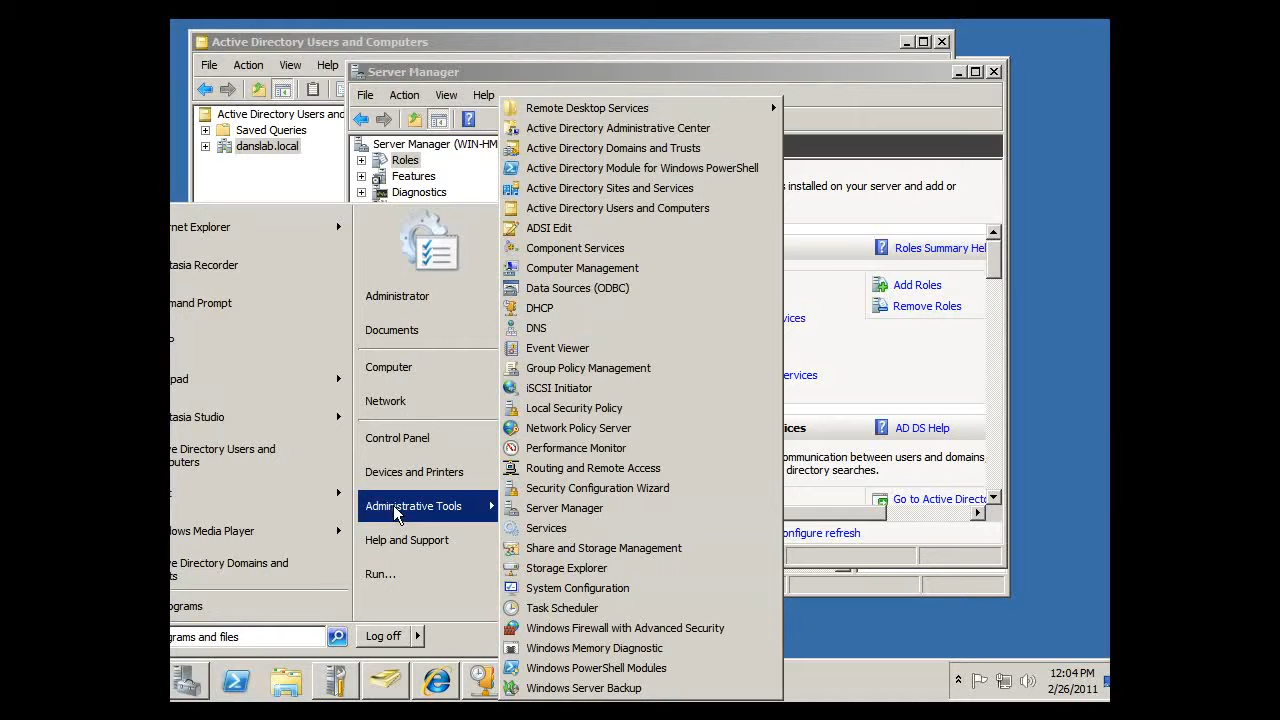 Active Directory Users and Computers
File Action View Help
Active Directory Users and
Saved Queries
danslab.local
Server Manager
File Action View Help
Server Manager (WIN-HM
Roles
Features
Diagnostics
s installed on your server and add or
Roles Summary Hel
Add Roles
Remove Roles
vices
ervices
ices
AD DS Help
mmunication between users and domains,
directory searches.
Go to Active Directo
onfigure refresh
rnet Explorer
tasia Recorder
mand Prompt
pad
tasia Studio
ve Directory Users and
puters
t
ows Media Player
ve Directory Domains and
ts
rograms
grams and files
Administrator
Documents
Computer
Network
Control Panel
Devices and Printers
Administrative Tools
Help and Support
Run...
Log off
Remote Desktop Services
Active Directory Administrative Center
Active Directory Domains and Trusts
Active Directory Module for Windows PowerShell
Active Directory Sites and Services
Active Directory Users and Computers
ADSI Edit
Component Services
Computer Management
Data Sources (ODBC)
DHCP
DNS
Event Viewer
Group Policy Management
iSCSI Initiator
Local Security Policy
Network Policy Server
Performance Monitor
Routing and Remote Access
Security Configuration Wizard
Server Manager
Services
Share and Storage Management
Storage Explorer
System Configuration
Task Scheduler
Windows Firewall with Advanced Security
Windows Memory Diagnostic
Windows PowerShell Modules
Windows Server Backup
12:04 PM
2/26/2011